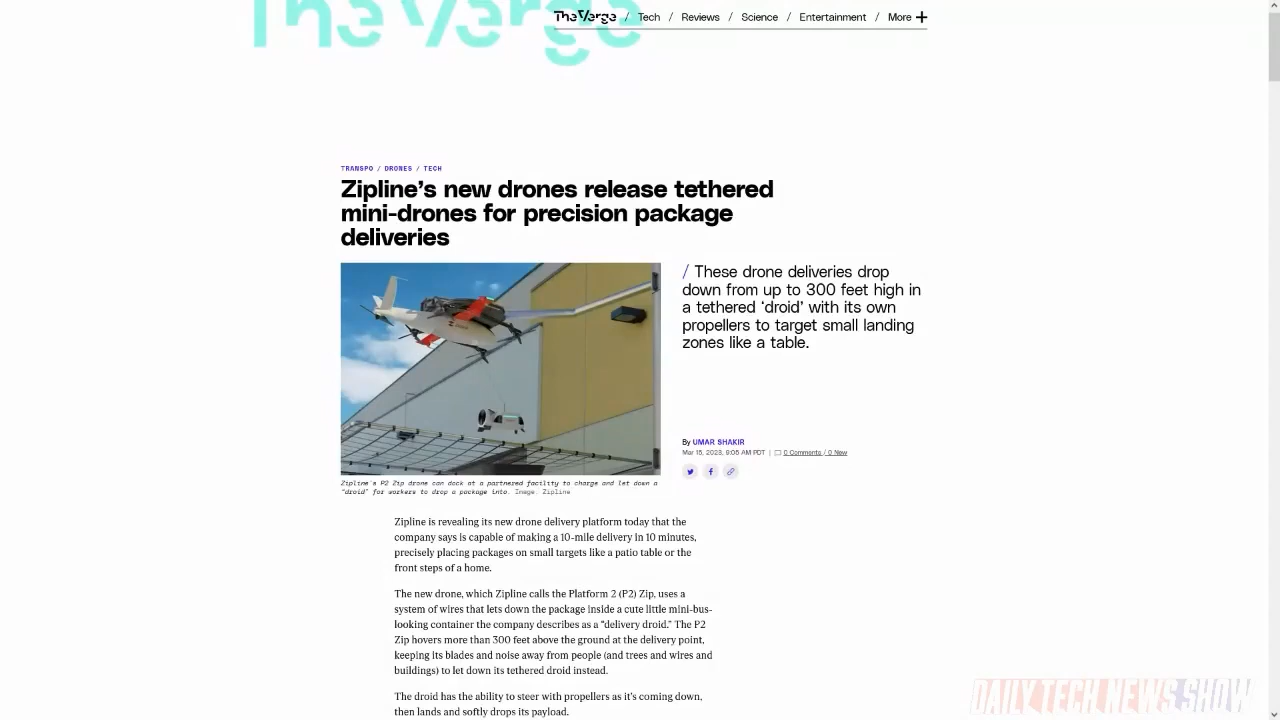 The Verge
The Verge / Tech / Reviews / Science / Entertainment / More +
TRANSPO / DRONES / TECH
Zipline's new drones release tethered
mini-drones for precision package
deliveries
/ These drone deliveries drop
down from up to 300 feet high in
a tethered ‘droid’ with its own
propellers to target small landing
zones like a table.
By UMAR SHAKIR
Mar 15, 2023, 9:05 AM PDT | 0 Comments / 0 New
Zipline's P2 Zip drone can dock at a partnered facility to charge and let down a
“droid” for workers to drop a package into. Image: Zipline
Zipline is revealing its new drone delivery platform today that the
company says is capable of making a 10-mile delivery in 10 minutes,
precisely placing packages on small targets like a patio table or the
front steps of a home.
The new drone, which Zipline calls the Platform 2 (P2) Zip, uses a
system of wires that lets down the package inside a cute little mini-bus-
looking container the company describes as a “delivery droid.” The P2
Zip hovers more than 300 feet above the ground at the delivery point,
keeping its blades and noise away from people (and trees and wires and
buildings) to let down its tethered droid instead.
The droid has the ability to steer with propellers as it's coming down,
then lands and softly drops its payload.
DAILY TECH NEWS SHOW